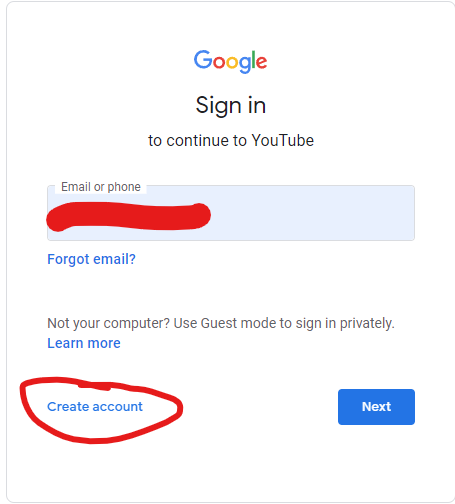 Google
Sign in
to continue to YouTube
Email or phone
Forgot email?
Not your computer? Use Guest mode to sign in privately.
Learn more
Create account
Next